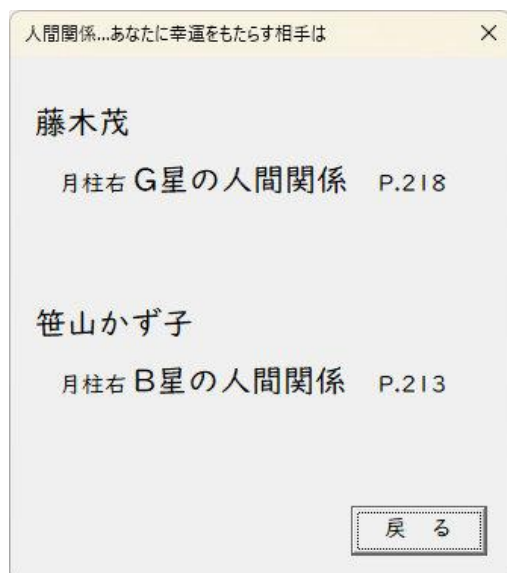 人間関係...あなたに幸運をもたらす相手は
藤木茂
月柱右 G星の人間関係 P.218
笹山かず子
月柱右 B星の人間関係 P.213
戻 る